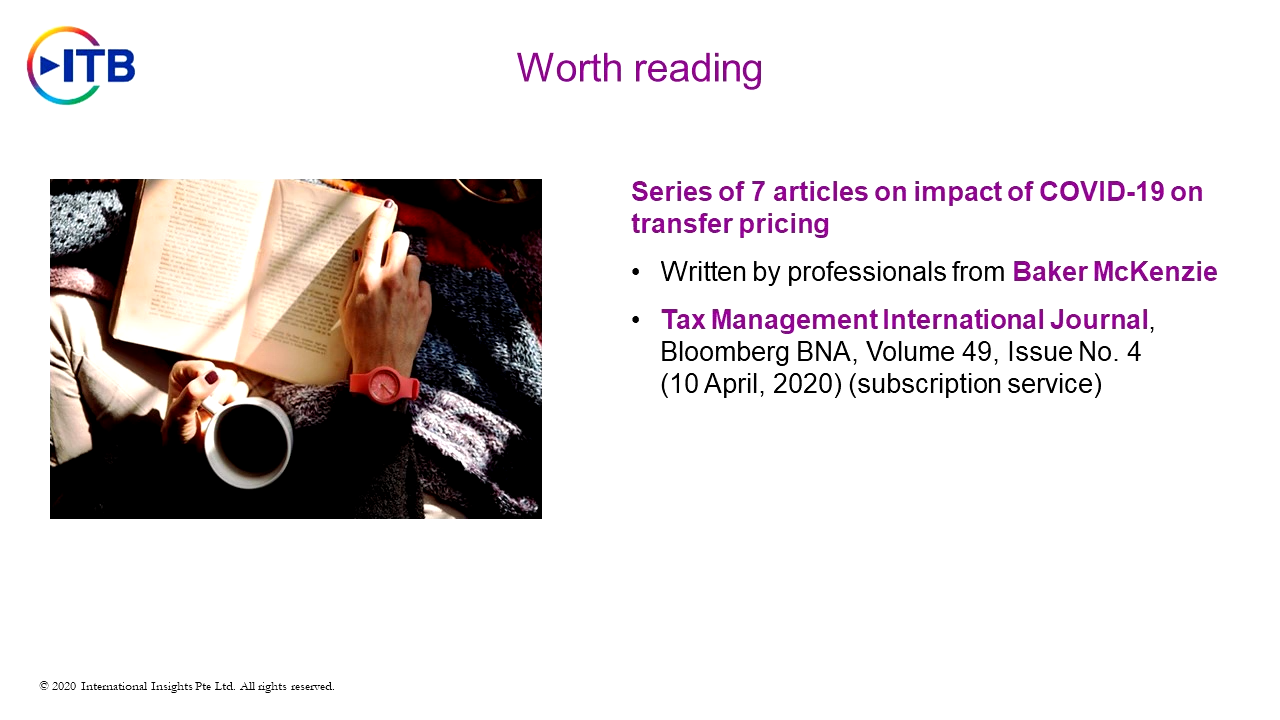 ITB
Worth reading
Series of 7 articles on impact of COVID-19 on
transfer pricing
• Written by professionals from Baker McKenzie
• Tax Management International Journal,
Bloomberg BNA, Volume 49, Issue No. 4
(10 April, 2020) (subscription service)
© 2020 International Insights Pte Ltd. All rights reserved.